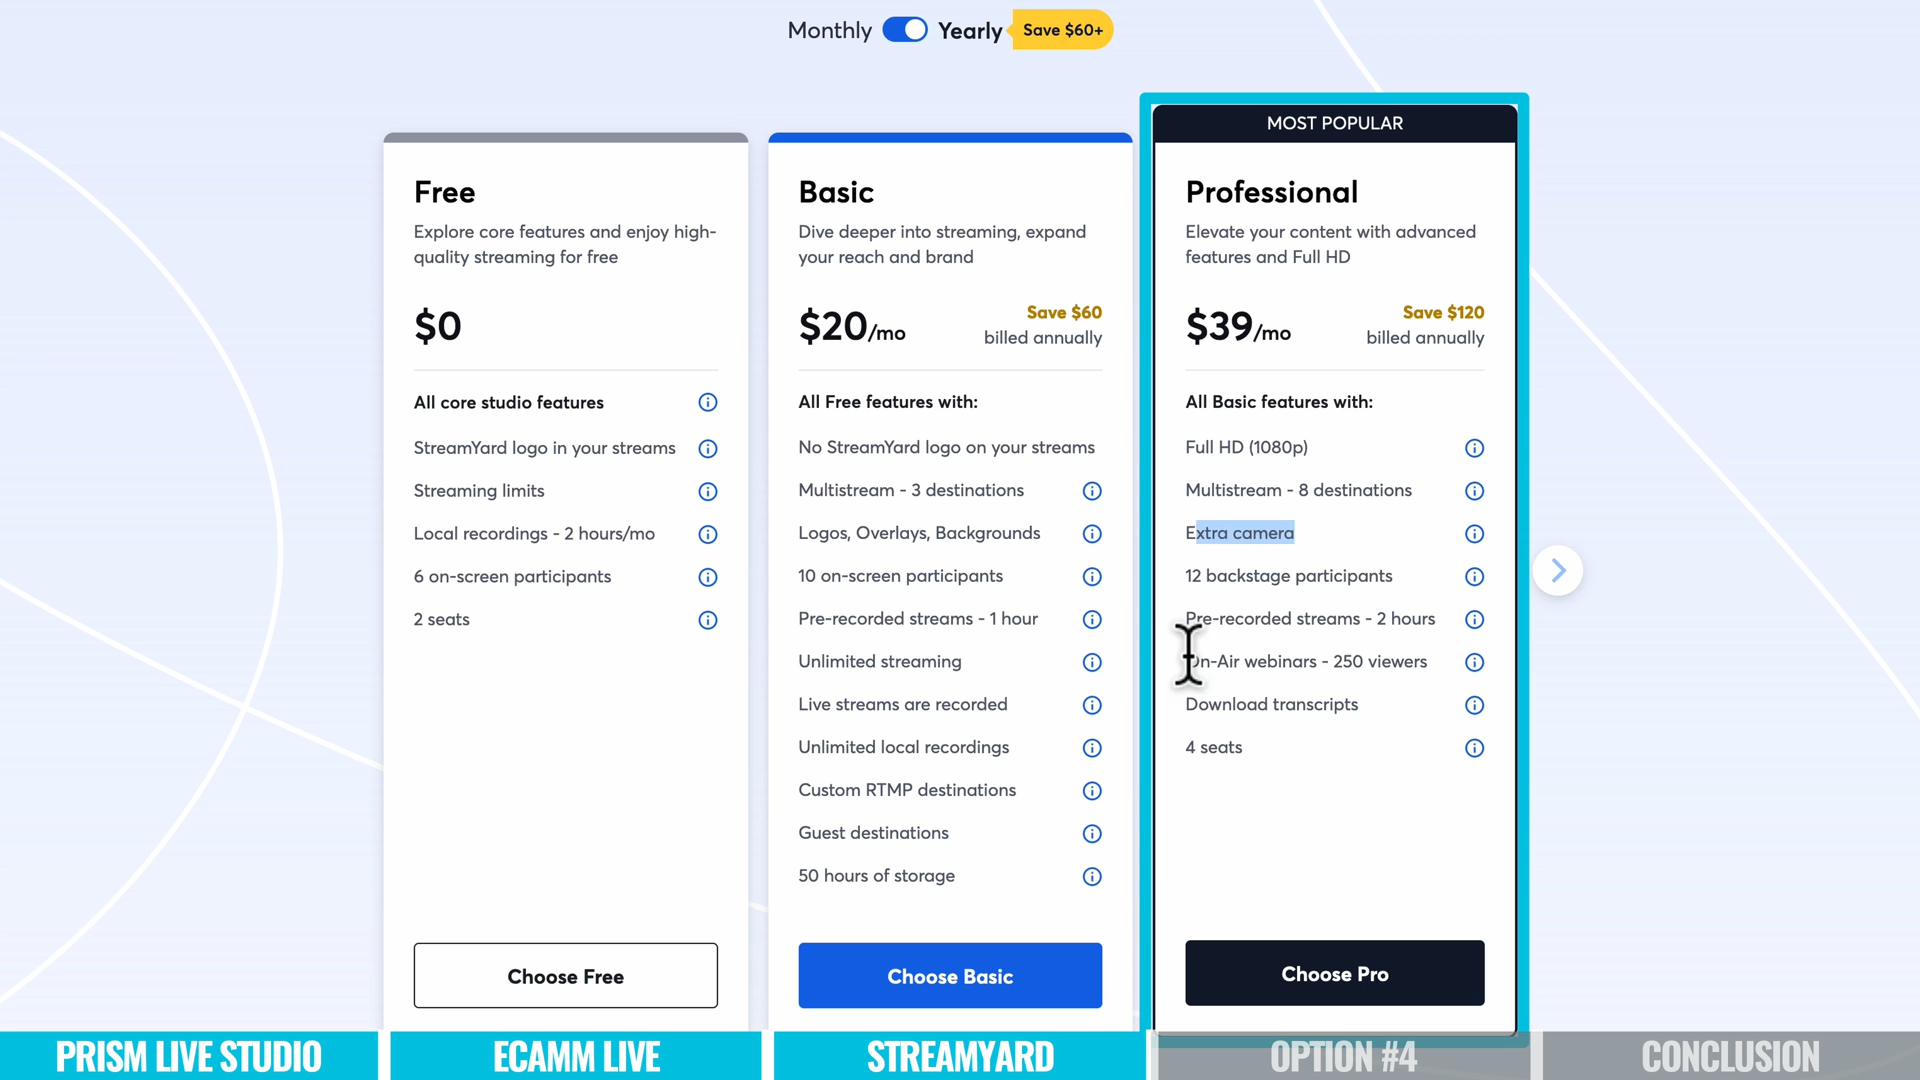 Monthly Yearly Save $60+
Free
Explore core features and enjoy high-
quality streaming for free
$0
All core studio features
StreamYard logo in your streams
Streaming limits
Local recordings - 2 hours/mo
6 on-screen participants
2 seats
Choose Free
Basic
Dive deeper into streaming, expand
your reach and brand
$20/mo
Save $60
billed annually
All Free features with:
No StreamYard logo on your streams
Multistream - 3 destinations
Logos, Overlays, Backgrounds
10 on-screen participants
Pre-recorded streams - 1 hour
Unlimited streaming
Live streams are recorded
Unlimited local recordings
Custom RTMP destinations
Guest destinations
50 hours of storage
Choose Basic
MOST POPULAR
Professional
Elevate your content with advanced
features and Full HD
$39/mo
Save $120
billed annually
All Basic features with:
Full HD (1080p)
Multistream - 8 destinations
Extra camera
12 backstage participants
Pre-recorded streams - 2 hours
On-Air webinars - 250 viewers
Download transcripts
4 seats
Choose Pro
PRISM LIVE STUDIO
ECAMM LIVE
STREAMYARD
OPTION #4
CONCLUSION